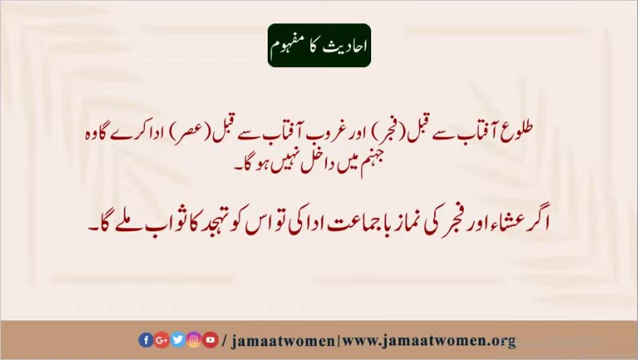 احادیث کا مفہوم
طلوع آفتاب سے قبل (فجر) اور غروب آفتاب سے قبل (عصر) ادا کرے گا وہ
جہنم میں داخل نہیں ہو گا۔
اگر عشاء اور فجر کی نماز با جماعت ادا کی تو اس کو تہجد کا ثواب ملے گا۔
/ jamaatwomen|www.jamaatwomen.org